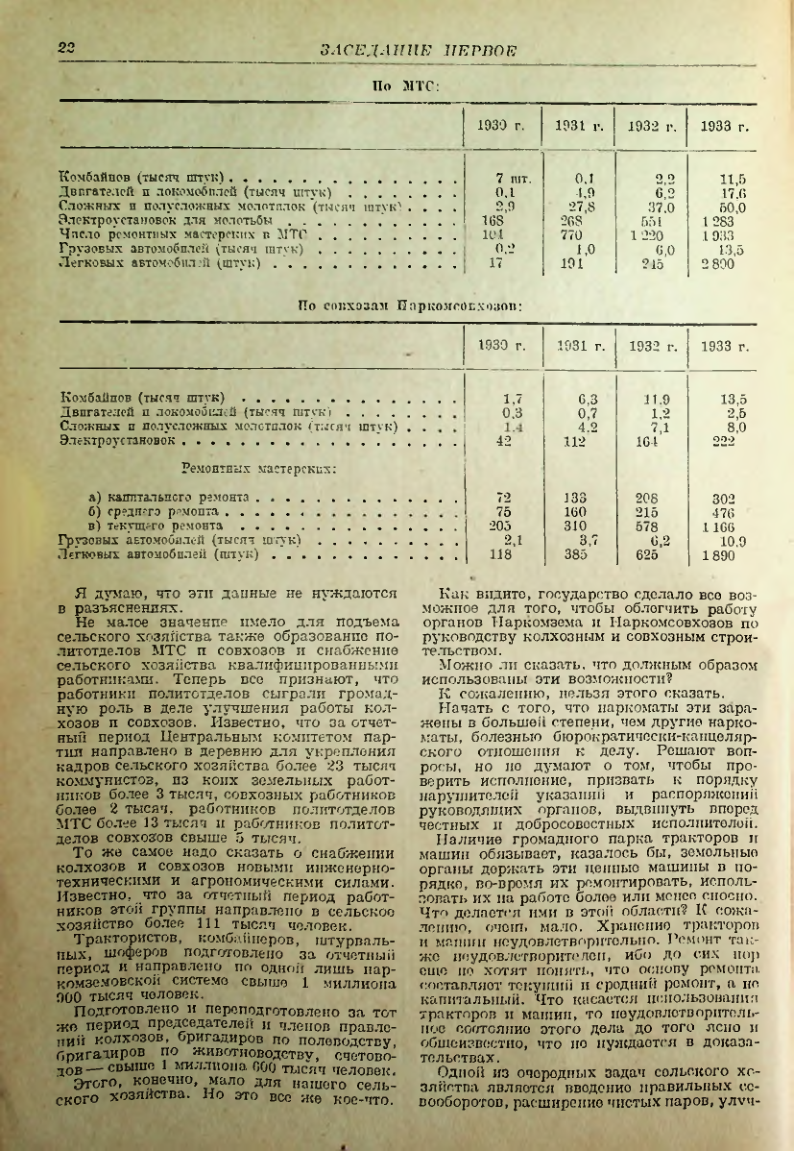 22 ЗАСЕДАНИЕ ПЕРВОЕ
По МТС:
1930 г. 1931 г. 1932 г. 1933 г.
Комбайнов (тысяч штук) . . . 7 шт. 0,1 2,2 11,5
Двигателей и локомобилей (тысяч штук) . . . 0,1 4,9 6,2 17,6
Сложных и полусложных молотилок (тысяч штук) . . . 2,9 27,8 37,0 50,0
Электроустановок для молотьбы . . . 168 268 551 1 283
Число ремонтных мастерских в МТС . . . 104 770 1 220 1 933
Грузовых автомобилей (тысяч штук) . . . 0,2 1,0 6,0 13,5
Легковых автомобилей (штук) . . . 17 191 245 2 800
По совхозам Наркомсовхозов:
1930 г. 1931 г. 1932 г. 1933 г.
Комбайнов (тысяч штук) . . . 1,7 6,3 11,9 13,5
Двигателей и локомобилей (тысяч штук) . . . 0,3 0,7 1,2 2,5
Сложных и полусложных молотилок (тысяч штук) . . . 1,4 4,2 7,1 8,0
Электроустановок . . . 42 112 164 222
Ремонтных мастерских:
а) капитального ремонта . . . 72 133 208 302
б) среднего ремонта . . . 75 160 215 476
в) текущего ремонта . . . 205 310 578 1 166
Грузовых автомобилей (тысяч штук) . . . 2,1 3,7 6,2 10,9
Легковых автомобилей (штук) . . . 118 385 625 1 890
Я думаю, что эти данные не нуждаются
в разъяснениях.
Не малое значение имело для подъема
сельского хозяйства также образование по-
литотделов МТС и совхозов и снабжение
сельского хозяйства квалифицированными
работниками. Теперь все признают, что
работники политотделов сыграли громад-
ную роль в деле улучшения работы кол-
хозов и совхозов. Известно, что за отчет-
ный период Центральным комитетом пар-
тии направлено в деревню для укрепления
кадров сельского хозяйства более 23 тысяч
коммунистов, из коих земельных работ-
ников более 3 тысяч, совхозных работников
более 2 тысяч, работников политотделов
МТС более 13 тысяч и работников политот-
делов совхозов свыше 5 тысяч.
То же самое надо сказать о снабжении
колхозов и совхозов новыми инженерно-
техническими и агрономическими силами.
Известно, что за отчетный период работ-
ников этой группы направлено в сельское
хозяйство более 111 тысяч человек.
Трактористов, комбайнеров, штурваль-
ных, шоферов подготовлено за отчетный
период и направлено по одной лишь нар-
комземовской системе свыше 1 миллиона
900 тысяч человек.
Подготовлено и переподготовлено за тот
же период председателей и членов правле-
ний колхозов, бригадиров по полеводству,
бригадиров по животноводству, счетово-
дов — свыше 1 миллиона 600 тысяч человек.
Этого, конечно, мало для нашего сель-
ского хозяйства. Но это все же кое-что.
Как видите, государство сделало все воз-
можное для того, чтобы облегчить работу
органов Наркомзема и Наркомсовхозов по
руководству колхозным и совхозным строи-
тельством.
Можно ли сказать, что должным образом
использованы эти возможности?
К сожалению, нельзя этого сказать.
Начать с того, что наркоматы эти зара-
жены в большей степени, чем другие нарко-
маты, болезнью бюрократически-канцеляр-
ского отношения к делу. Решают воп-
росы, но не думают о том, чтобы про-
верить исполнение, призвать к порядку
нарушителей указаний и распоряжений
руководящих органов, выдвинуть вперед
честных и добросовестных исполнителей.
Наличие громадного парка тракторов и
машин обязывает, казалось бы, земельные
органы держать эти ценные машины в по-
рядке, во-время их ремонтировать, исполь-
зовать их на работе более или менее сносно.
Что делается ими в этой области? К сожа-
лению, очень мало. Хранение тракторов
и машин неудовлетворительно. Ремонт так-
же неудовлетворителен, ибо до сих пор
еще не хотят понять, что основу ремонта
составляют текущий и средний ремонт, а не
капитальный. Что касается использования
тракторов и машин, то неудовлетворитель-
ное состояние этого дела до того ясно и
общеизвестно, что не нуждается в доказа-
тельствах.
Одной из очередных задач сельского хо-
зяйства является введение правильных се-
вооборотов, расширение чистых паров, улуч-